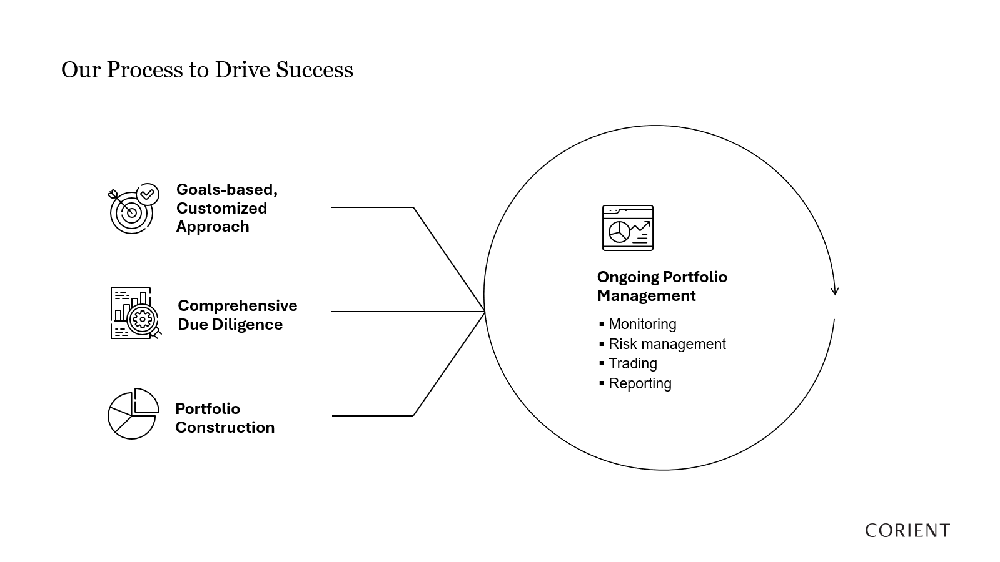 Our Process to Drive Success
Goals-based,
Customized
Approach
Comprehensive
Due Diligence
Portfolio
Construction
Ongoing Portfolio
Management
▪ Monitoring
▪ Risk management
▪ Trading
▪ Reporting
CORIENT